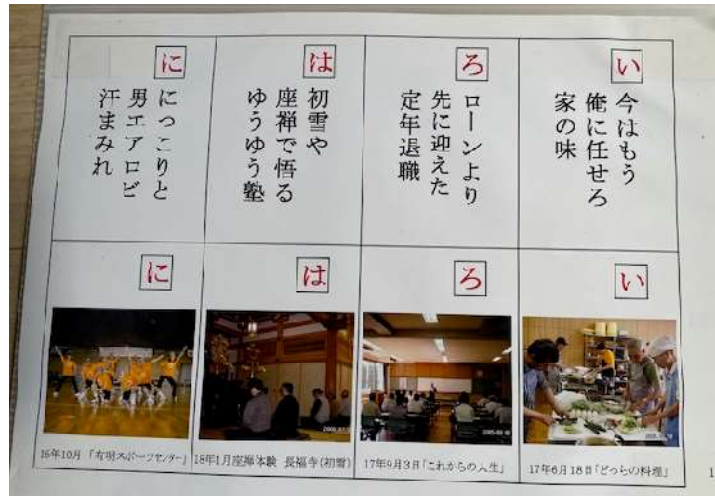 い
今はもう
俺に任せろ
家の味
ろ
ローンより
先に迎えた
定年退職
は
初雪や
座禅で悟る
ゆうゆう塾
に
にっこりと
男エアロビ
汗まみれ
い
17年6月18日「どっちの料理」
ろ
17年9月3日「これからの人生」
は
18年1月座禅体験 長福寺(初雪)
に
16年10月「有明スポーツセンター」
1